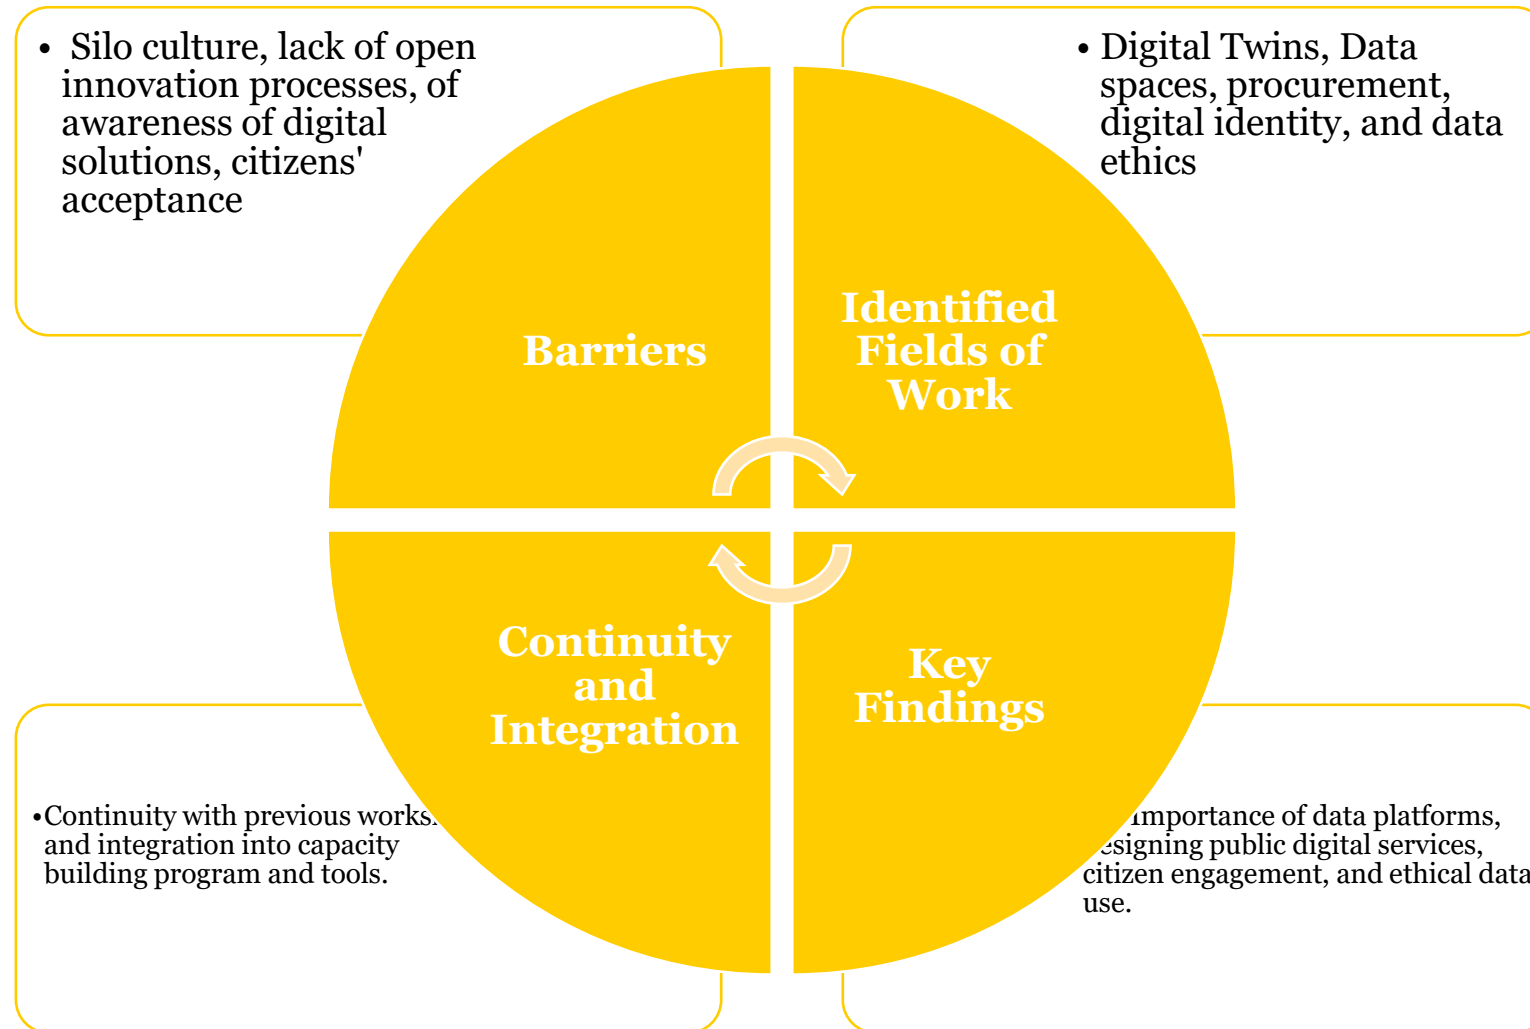 • Silo culture, lack of open
innovation processes, of
awareness of digital
solutions, citizens'
acceptance
• Digital Twins, Data
spaces, procurement,
digital identity, and data
ethics
Barriers
Identified
Fields of
Work
Continuity
and
Integration
Key
Findings
•Continuity with previous
and integration into capacity
building program and tools.
importance of data platforms,
public digital services,
citizen engagement, and ethical data
use.